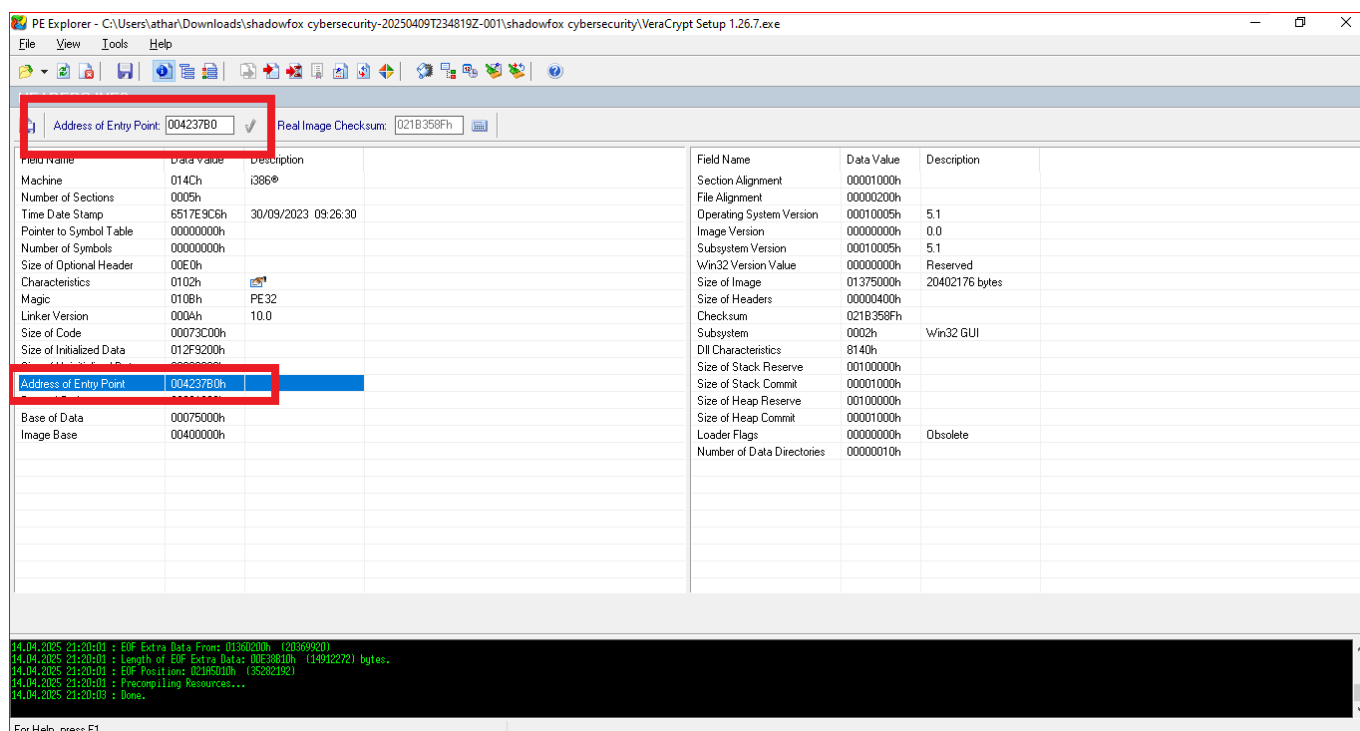 PE Explorer - C:\Users\athar\Downloads\shadowfox cybersecurity-20250409T234819Z-001\shadowfox cybersecurity\VeraCrypt Setup 1.26.7.exe
File View Tools Help
HEADERS INFO
Address of Entry Point: 004237B0 Real Image Checksum: 021B358Fh
Field Name Data Value Description
Machine 014Ch i386®
Number of Sections 0005h
Time Date Stamp 6517E9C6h 30/09/2023 09:26:30
Pointer to Symbol Table 00000000h
Number of Symbols 00000000h
Size of Optional Header 00E0h
Characteristics 0102h
Magic 010Bh PE32
Linker Version 000Ah 10.0
Size of Code 00073C00h
Size of Initialized Data 012F9200h
Address of Entry Point 004237B0h
Base of Data 00075000h
Image Base 00400000h
Field Name Data Value Description
Section Alignment 00001000h
File Alignment 00000200h
Operating System Version 00010005h 5.1
Image Version 00000000h 0.0
Subsystem Version 00010005h 5.1
Win32 Version Value 00000000h Reserved
Size of Image 01375000h 20402176 bytes
Size of Headers 00000400h
Checksum 021B358Fh
Subsystem 0002h Win32 GUI
Dll Characteristics 8140h
Size of Stack Reserve 00100000h
Size of Stack Commit 00001000h
Size of Heap Reserve 00100000h
Size of Heap Commit 00001000h
Loader Flags 00000000h Obsolete
Number of Data Directories 00000010h
14.04.2025 21:20:01 : EOF Extra Data From: 0136D200h (20369920)
14.04.2025 21:20:01 : Length of EOF Extra Data: 00E38B10h (14912272) bytes.
14.04.2025 21:20:01 : EOF Position: 021A5D10h (35282192)
14.04.2025 21:20:01 : Precompiling Resources...
14.04.2025 21:20:03 : Done.
For Help, press F1